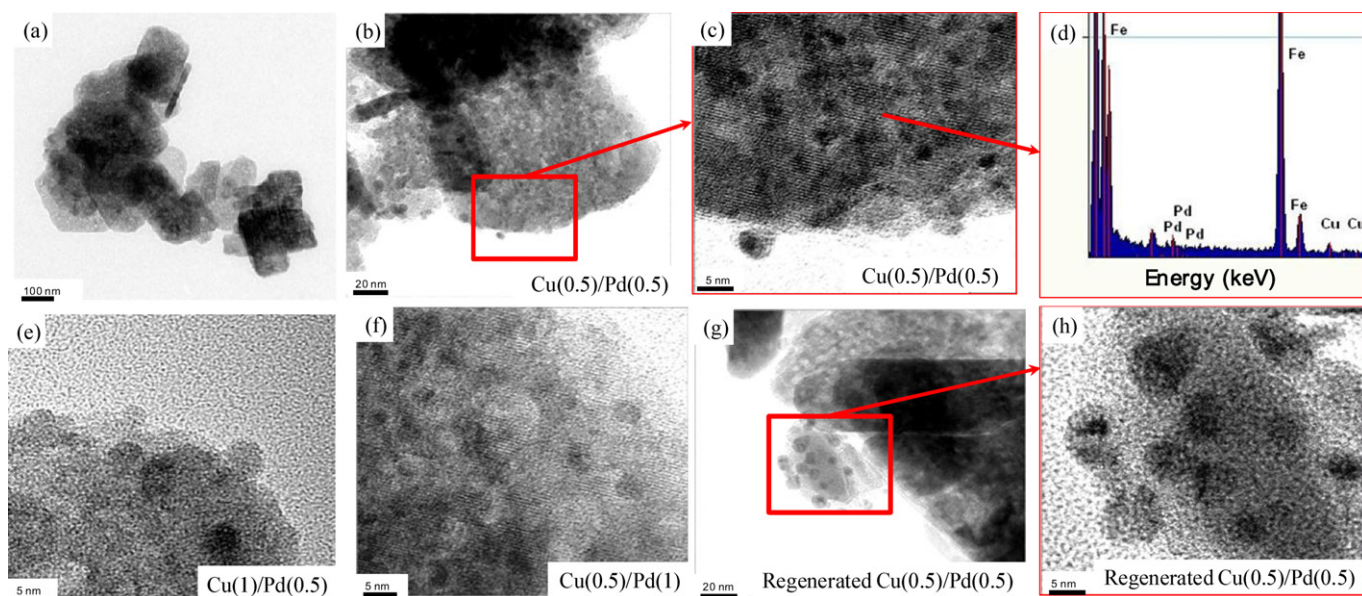 (a)
100 nm
(b)
20 nm
Cu(0.5)/Pd(0.5)
(c)
5 nm
Cu(0.5)/Pd(0.5)
(d)
Fe
Fe
Pd
Pd
Pd
Fe
Cu
Cu
Energy (keV)
(e)
5 nm
Cu(1)/Pd(0.5)
(f)
5 nm
Cu(0.5)/Pd(1)
(g)
20 nm
Regenerated Cu(0.5)/Pd(0.5)
(h)
5 nm
Regenerated Cu(0.5)/Pd(0.5)